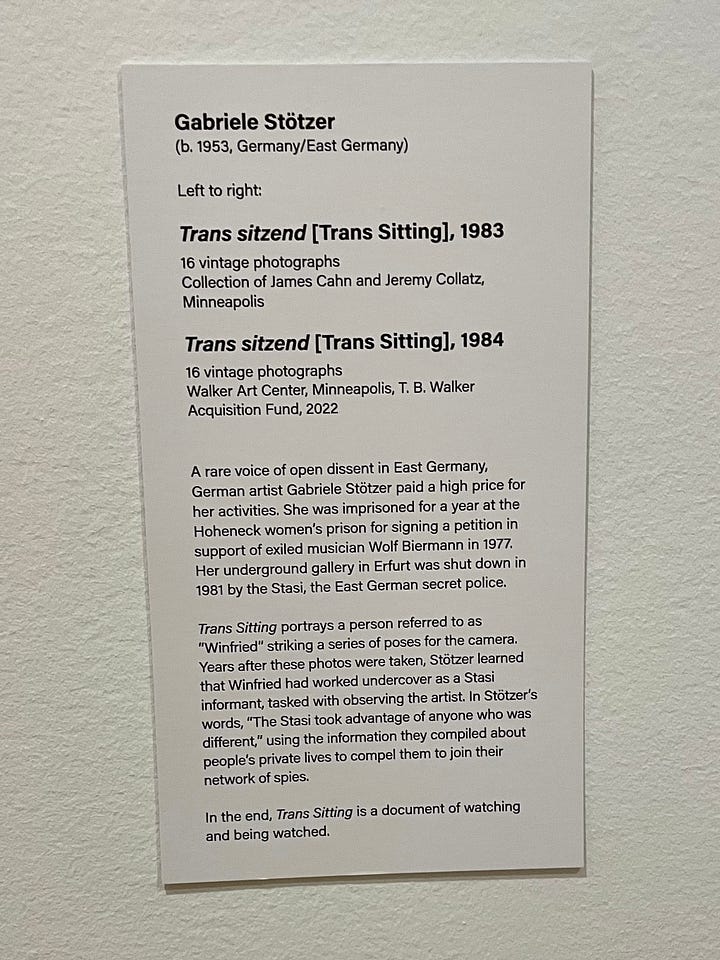 Gabriele Stötzer
(b. 1953, Germany/East Germany)
Left to right:
Trans sitzend [Trans Sitting], 1983
16 vintage photographs
Collection of James Cahn and Jeremy Collatz,
Minneapolis
Trans sitzend [Trans Sitting], 1984
16 vintage photographs
Walker Art Center, Minneapolis, T. B. Walker
Acquisition Fund, 2022
A rare voice of open dissent in East Germany,
German artist Gabriele Stötzer paid a high price for
her activities. She was imprisoned for a year at the
Hoheneck women’s prison for signing a petition in
support of exiled musician Wolf Biermann in 1977.
Her underground gallery in Erfurt was shut down in
1981 by the Stasi, the East German secret police.
Trans Sitting portrays a person referred to as
"Winfried" striking a series of poses for the camera.
Years after these photos were taken, Stötzer learned
that Winfried had worked undercover as a Stasi
informant, tasked with observing the artist. In Stötzer’s
words, "The Stasi took advantage of anyone who was
different," using the information they compiled about
people’s private lives to compel them to join their
network of spies.
In the end, Trans Sitting is a document of watching
and being watched.